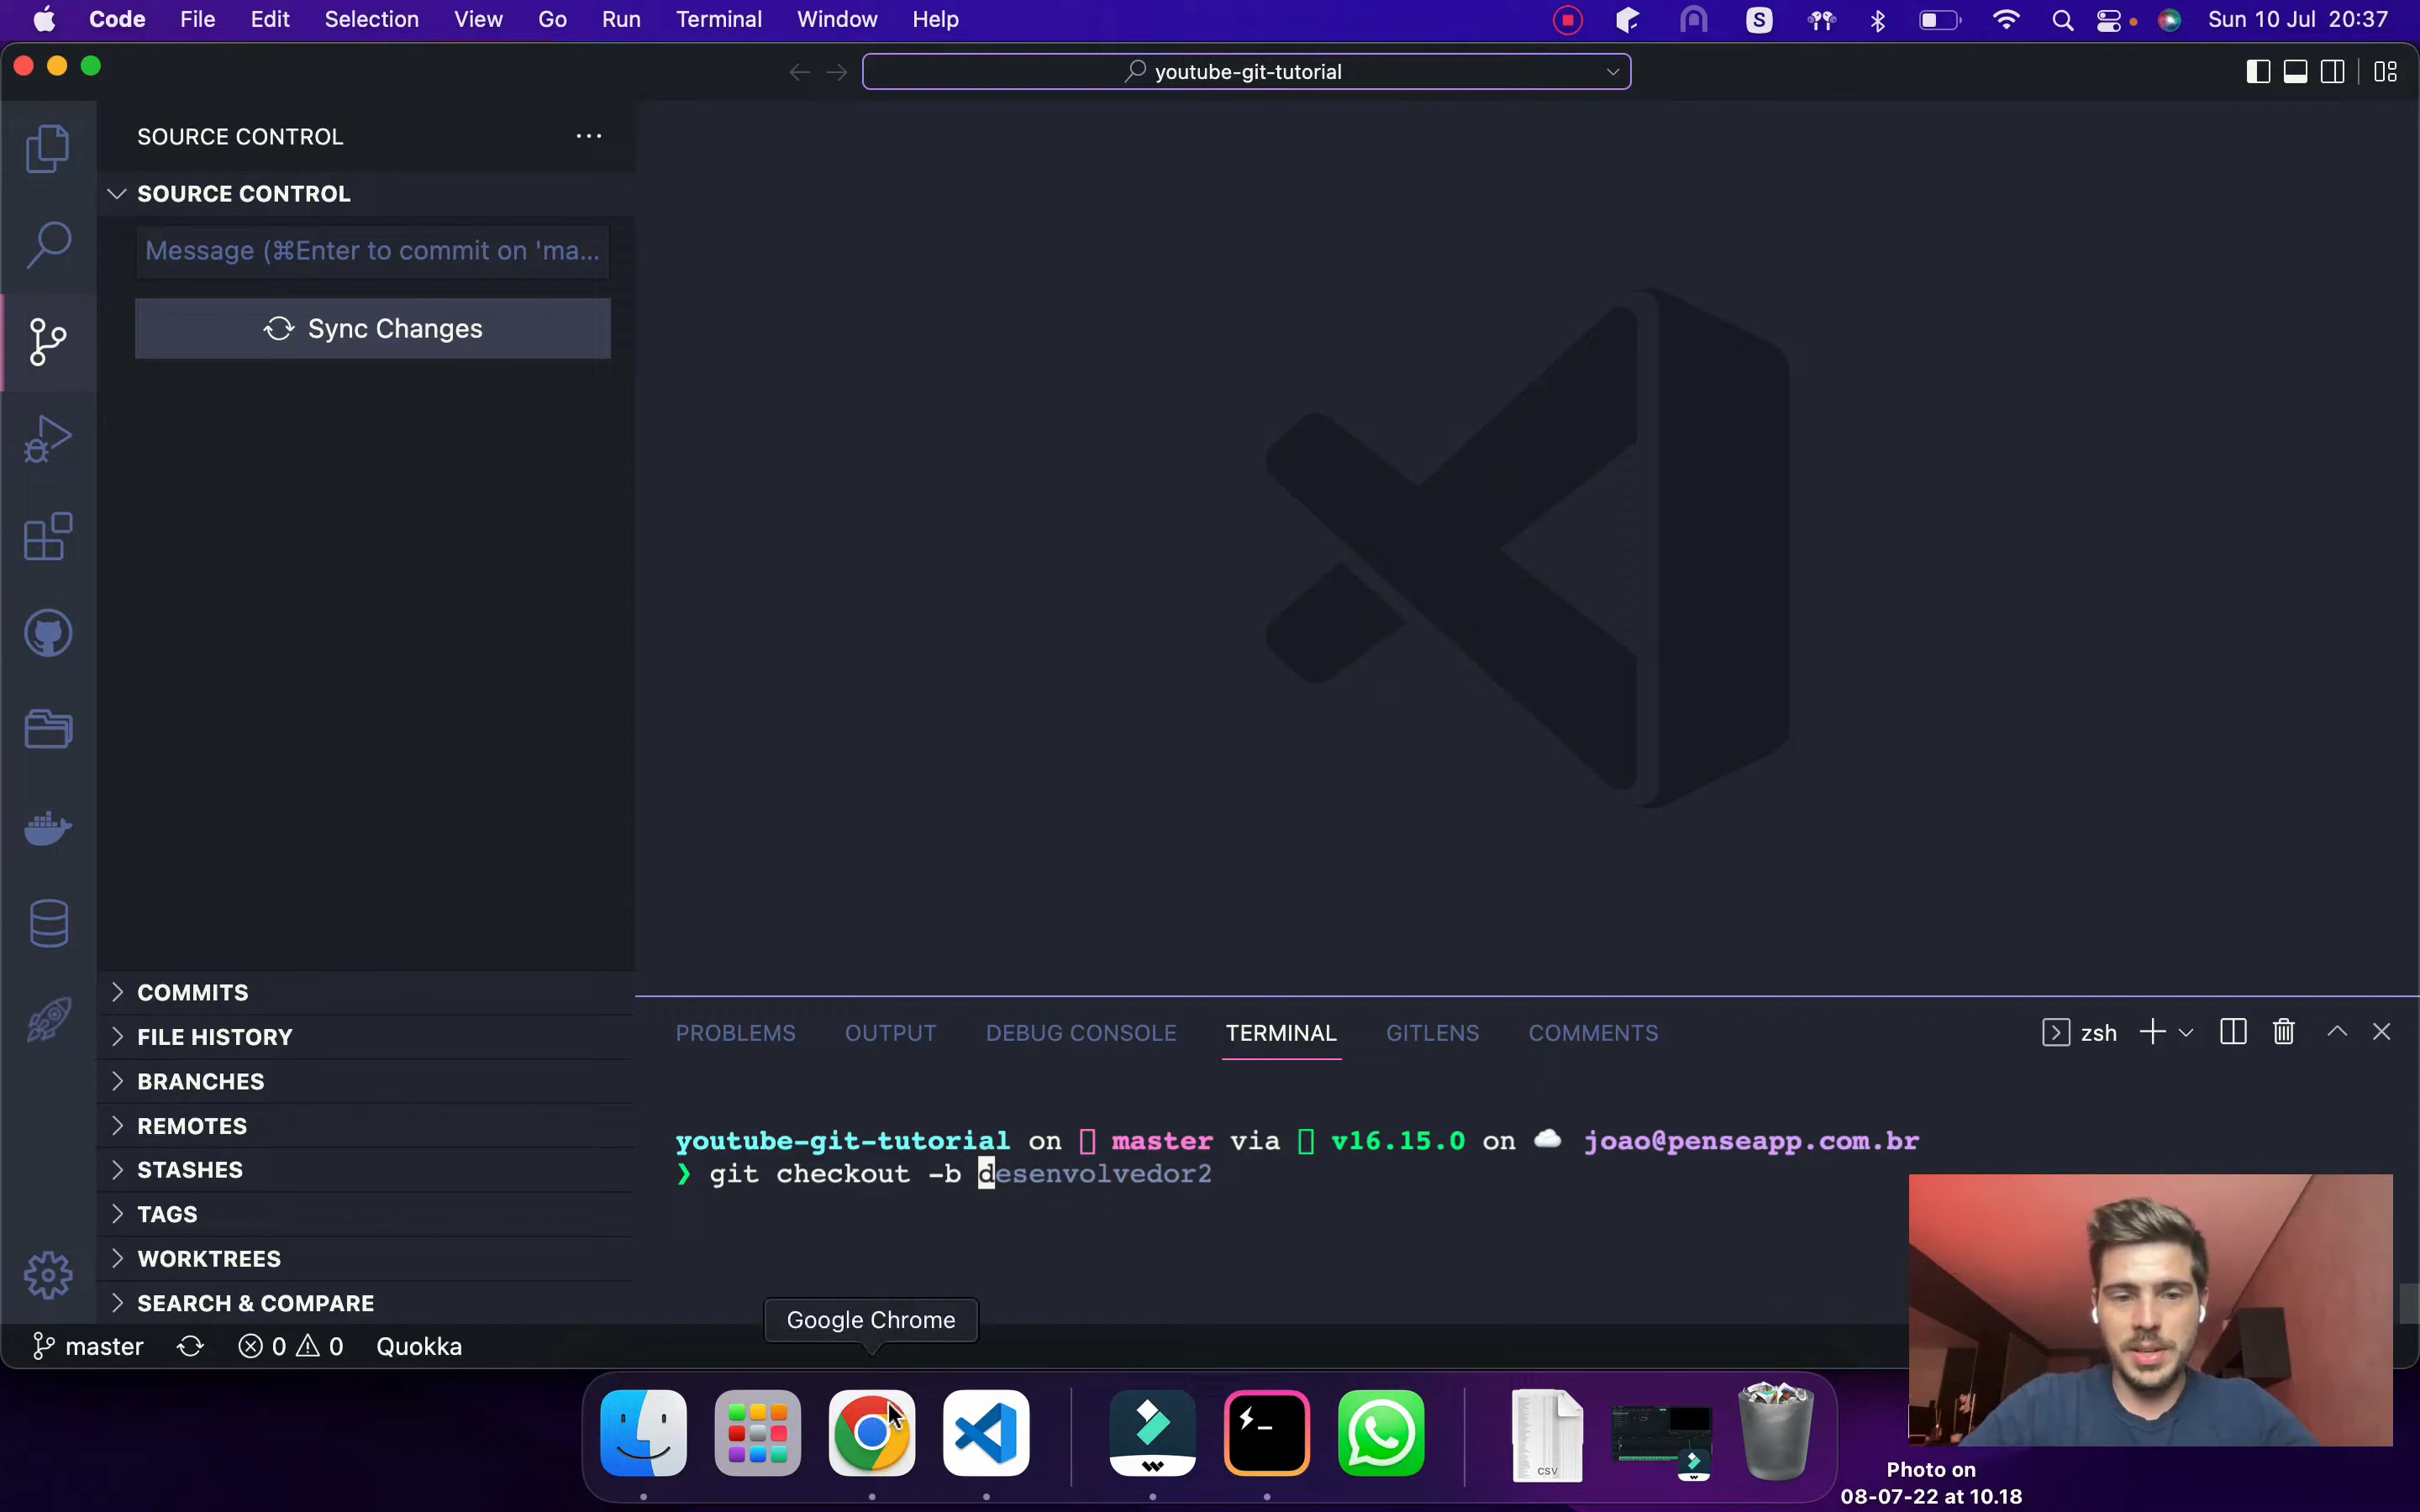 Code File Edit Selection View Go Run Terminal Window Help
S
Sun 10 Jul 20:37
youtube-git-tutorial
SOURCE CONTROL
SOURCE CONTROL
Message (⌘Enter to commit on 'ma...
Sync Changes
COMMITS
FILE HISTORY
BRANCHES
REMOTES
STASHES
TAGS
WORKTREES
SEARCH & COMPARE
PROBLEMS OUTPUT DEBUG CONSOLE TERMINAL GITLENS COMMENTS
zsh
youtube-git-tutorial on master via v16.15.0 on joao@penseapp.com.br
❯ git checkout -b desenvolvedor2
Google Chrome
master 0 0 Quokka
CSV
Photo on
08-07-22 at 10.18